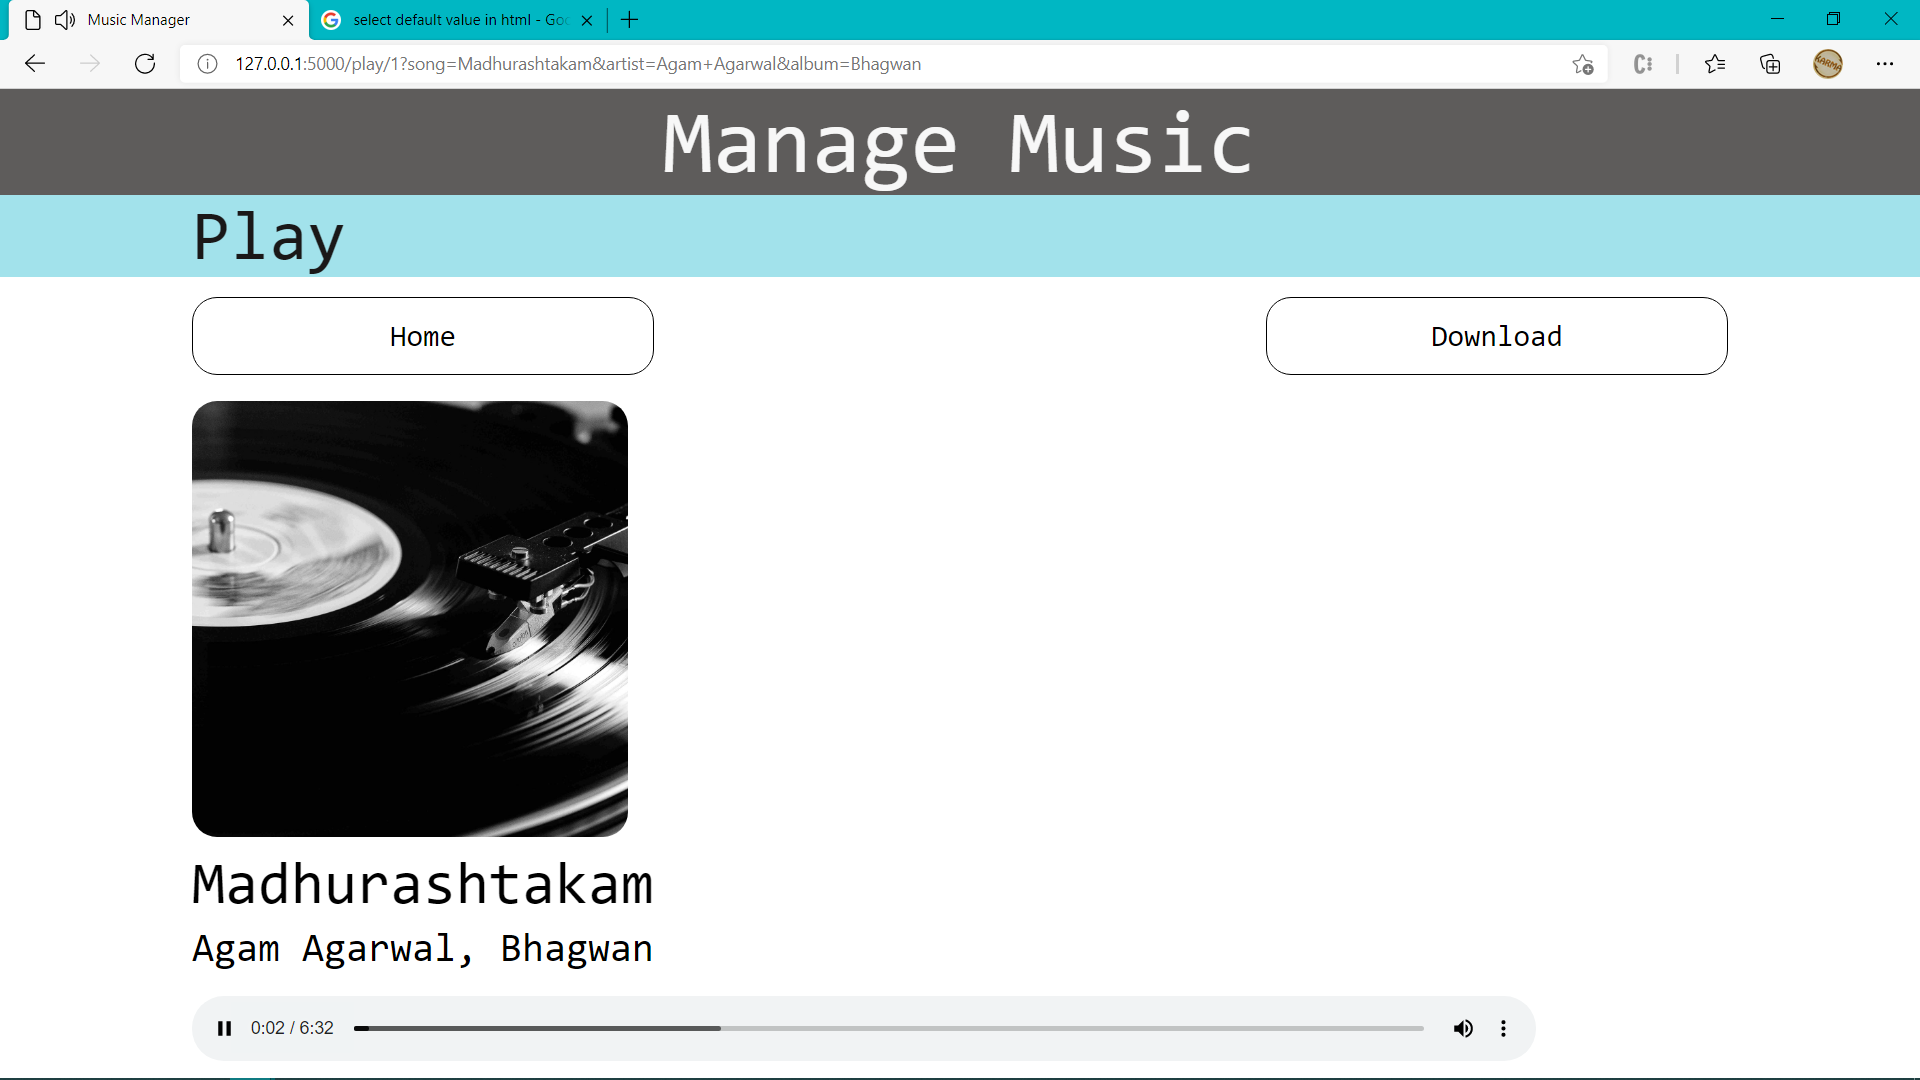 Music Manager
select default value in html - Goo
127.0.0.1:5000/play/1?song=Madhurashtakam&artist=Agam+Agarwal&album=Bhagwan
KARMA
Manage Music
Play
Home
Download
Madhurashtakam
Agam Agarwal, Bhagwan
0:02 / 6:32